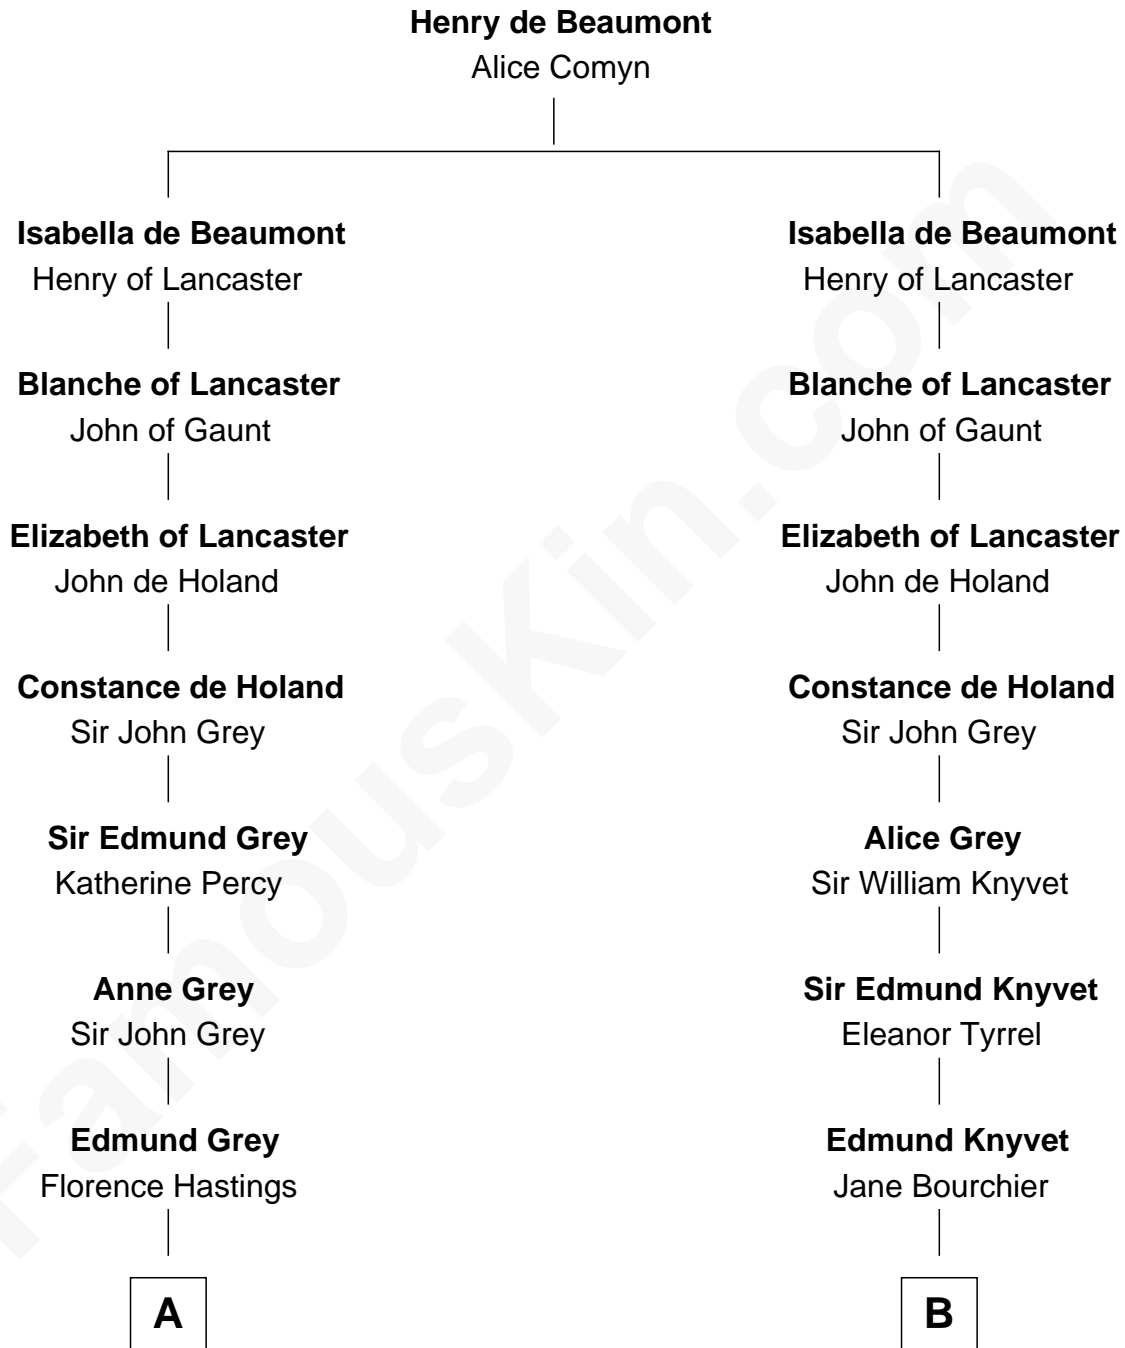 Henry de Beaumont
Alice Comyn
Isabella de Beaumont
Henry of Lancaster
Isabella de Beaumont
Henry of Lancaster
Blanche of Lancaster
John of Gaunt
Blanche of Lancaster
John of Gaunt
Elizabeth of Lancaster
John de Holand
Elizabeth of Lancaster
John de Holand
Constance de Holand
Sir John Grey
Constance de Holand
Sir John Grey
Sir Edmund Grey
Katherine Percy
Alice Grey
Sir William Knyvet
Anne Grey
Sir John Grey
Sir Edmund Knyvet
Eleanor Tyrrel
Edmund Grey
Florence Hastings
Edmund Knyvet
Jane Bourchier
A
B
FamousKin.com